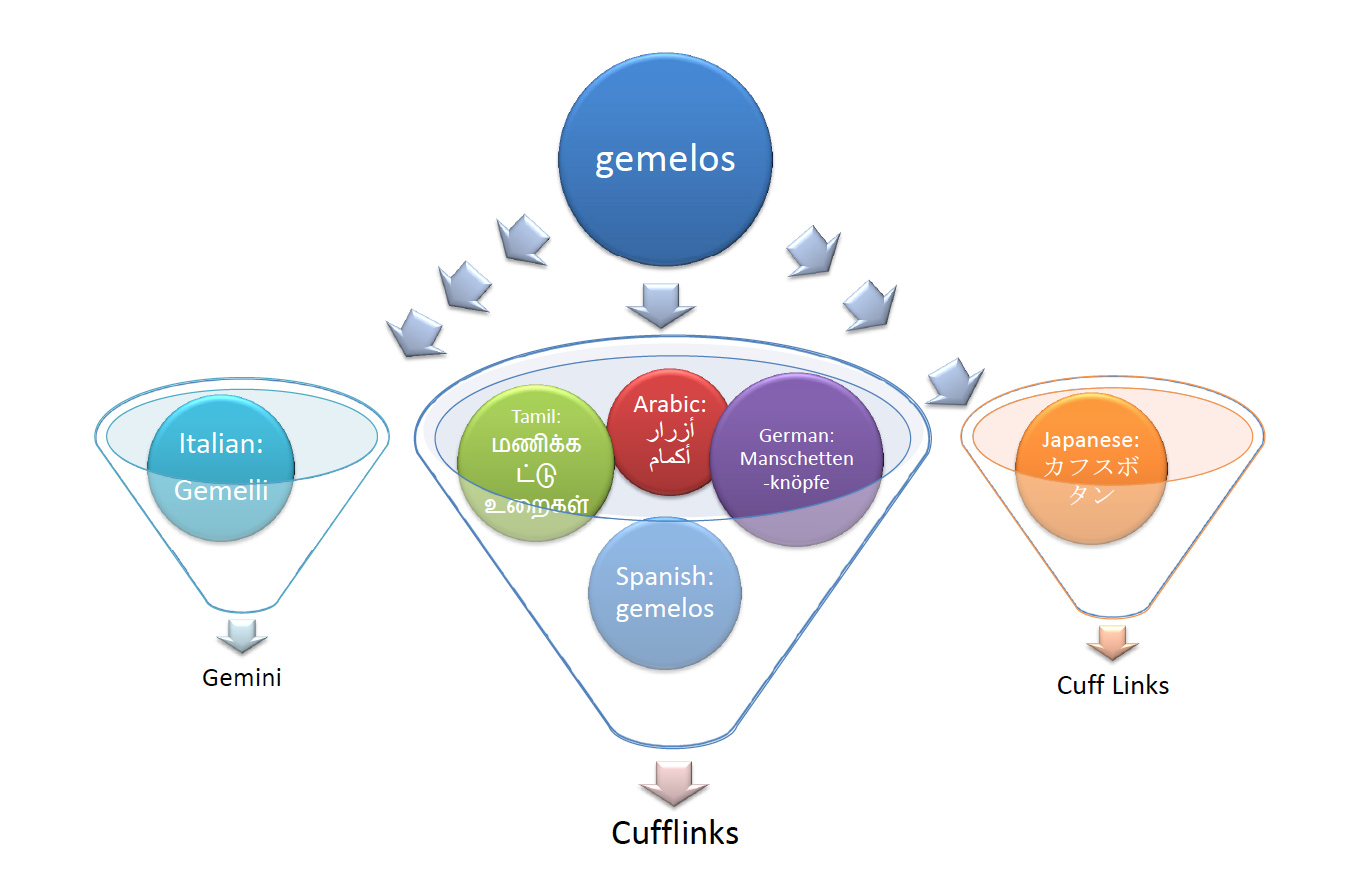 gemelos
Italian:
Gemelli
Tamil:
மணிக்க
ட்டு
உறைகள்
Arabic:
أزرار
أكمام
German:
Manschetten
-knöpfe
Spanish:
gemelos
Japanese:
カフスボ
タン
Gemini
Cufflinks
Cuff Links